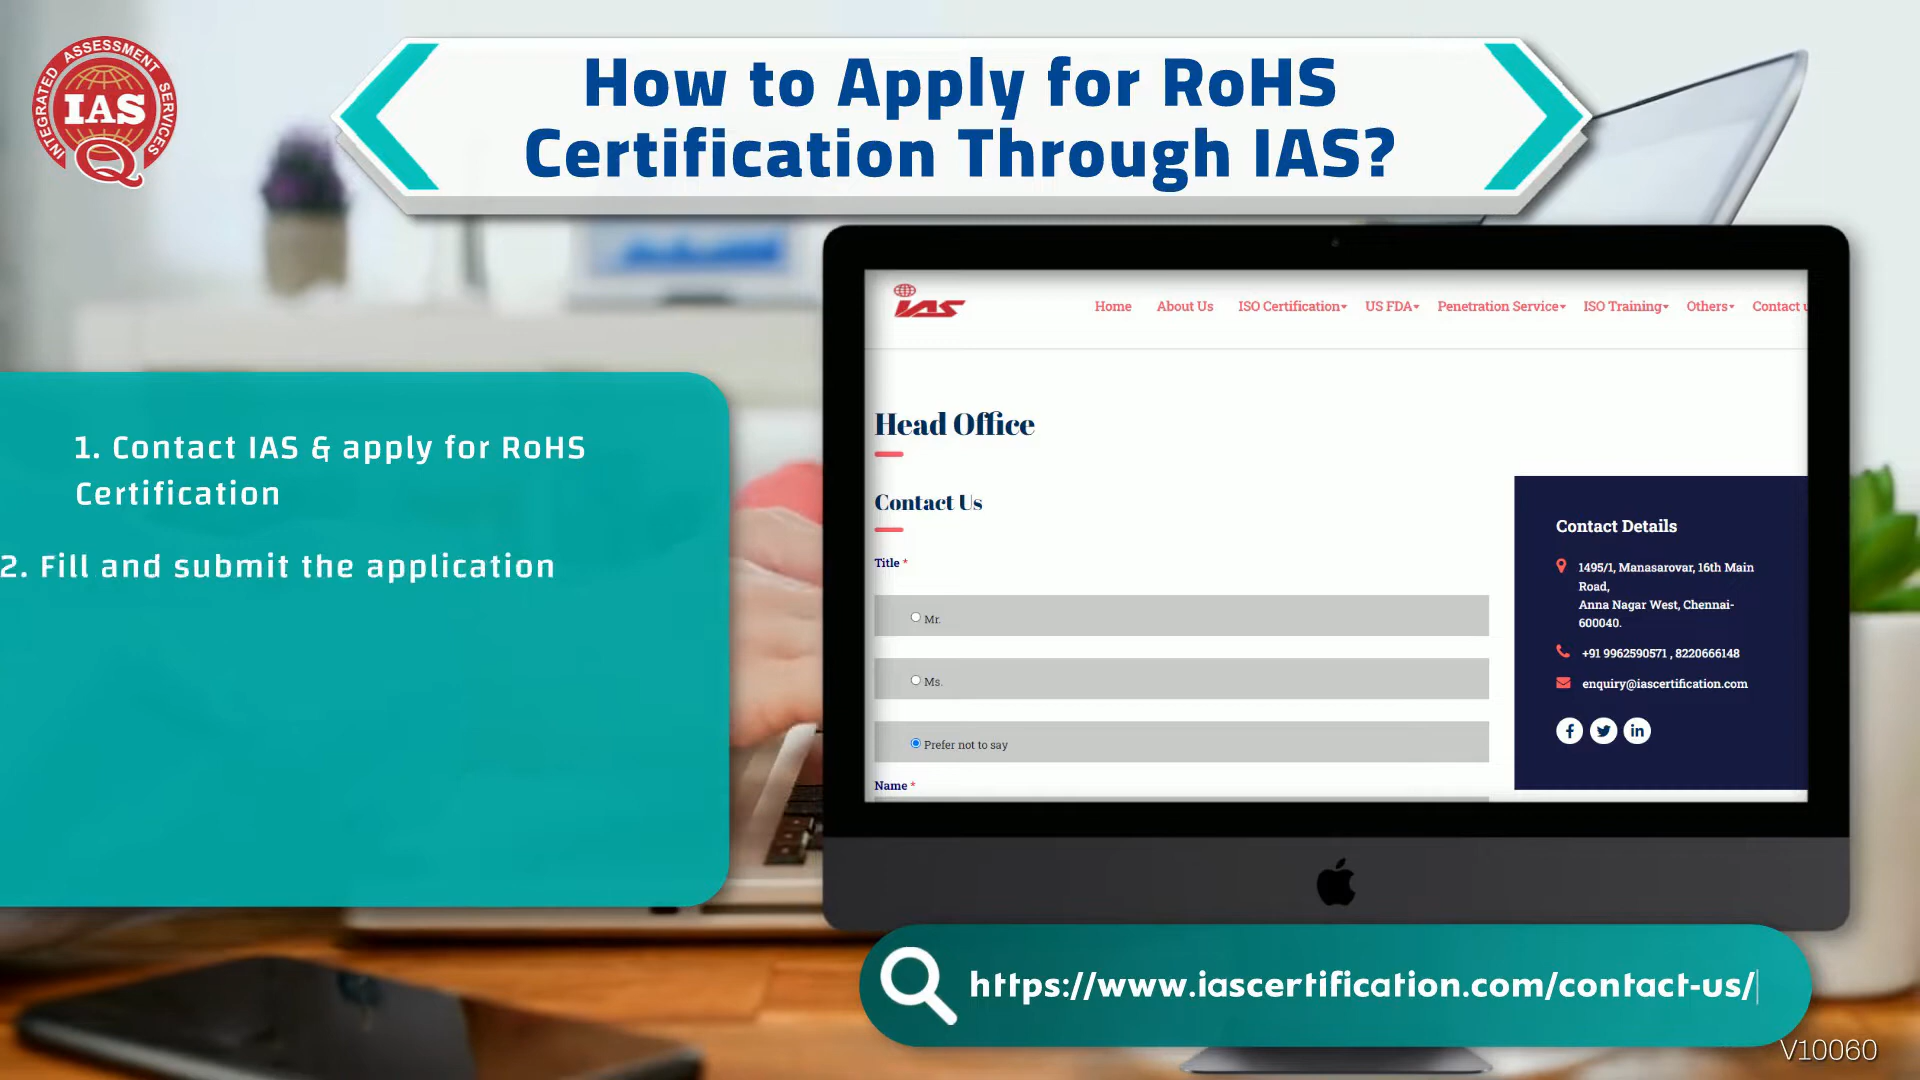 INTEGRATED ASSESSMENT SERVICES
IAS
Q
How to Apply for RoHS
Certification Through IAS?
1. Contact IAS & apply for RoHS
Certification
2. Fill and submit the application
IAS
Home About Us ISO Certification US FDA Penetration Service ISO Training Others Contact u
Head Office
Contact Us
Title *
Mr.
Ms.
Prefer not to say
Name *
Contact Details
1495/1, Manasarovar, 16th Main
Road,
Anna Nagar West, Chennai-
600040.
+91 9962590571 , 8220666148
enquiry@iascertification.com
https://www.iascertification.com/contact-us/
V10060